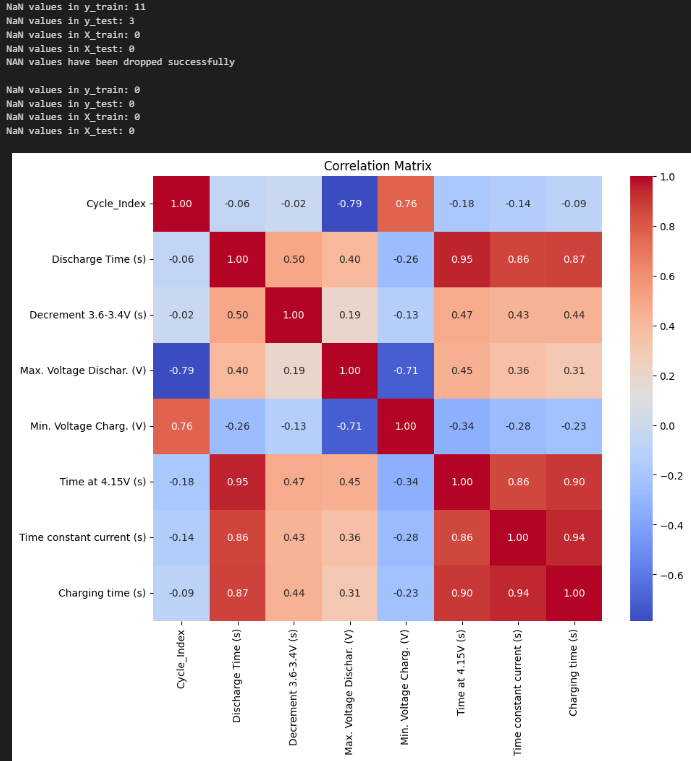 NaN values in y_train: 11
NaN values in y_test: 3
NaN values in X_train: 0
NaN values in X_test: 0
NAN values have been dropped successfully
NaN values in y_train: 0
NaN values in y_test: 0
NaN values in X_train: 0
NaN values in X_test: 0
Correlation Matrix
Cycle_Index 1.00 -0.06 -0.02 -0.79 0.76 -0.18 -0.14 -0.09
Discharge Time (s) -0.06 1.00 0.50 0.40 -0.26 0.95 0.86 0.87
Decrement 3.6-3.4V (s) -0.02 0.50 1.00 0.19 -0.13 0.47 0.43 0.44
Max. Voltage Dischar. (V) -0.79 0.40 0.19 1.00 -0.71 0.45 0.36 0.31
Min. Voltage Charg. (V) 0.76 -0.26 -0.13 -0.71 1.00 -0.34 -0.28 -0.23
Time at 4.15V (s) -0.18 0.95 0.47 0.45 -0.34 1.00 0.86 0.90
Time constant current (s) -0.14 0.86 0.43 0.36 -0.28 0.86 1.00 0.94
Charging time (s) -0.09 0.87 0.44 0.31 -0.23 0.90 0.94 1.00
Cycle_Index
Discharge Time (s)
Decrement 3.6-3.4V (s)
Max. Voltage Dischar. (V)
Min. Voltage Charg. (V)
Time at 4.15V (s)
Time constant current (s)
Charging time (s)
1.0
0.8
0.6
0.4
0.2
0.0
−0.2
−0.4
−0.6